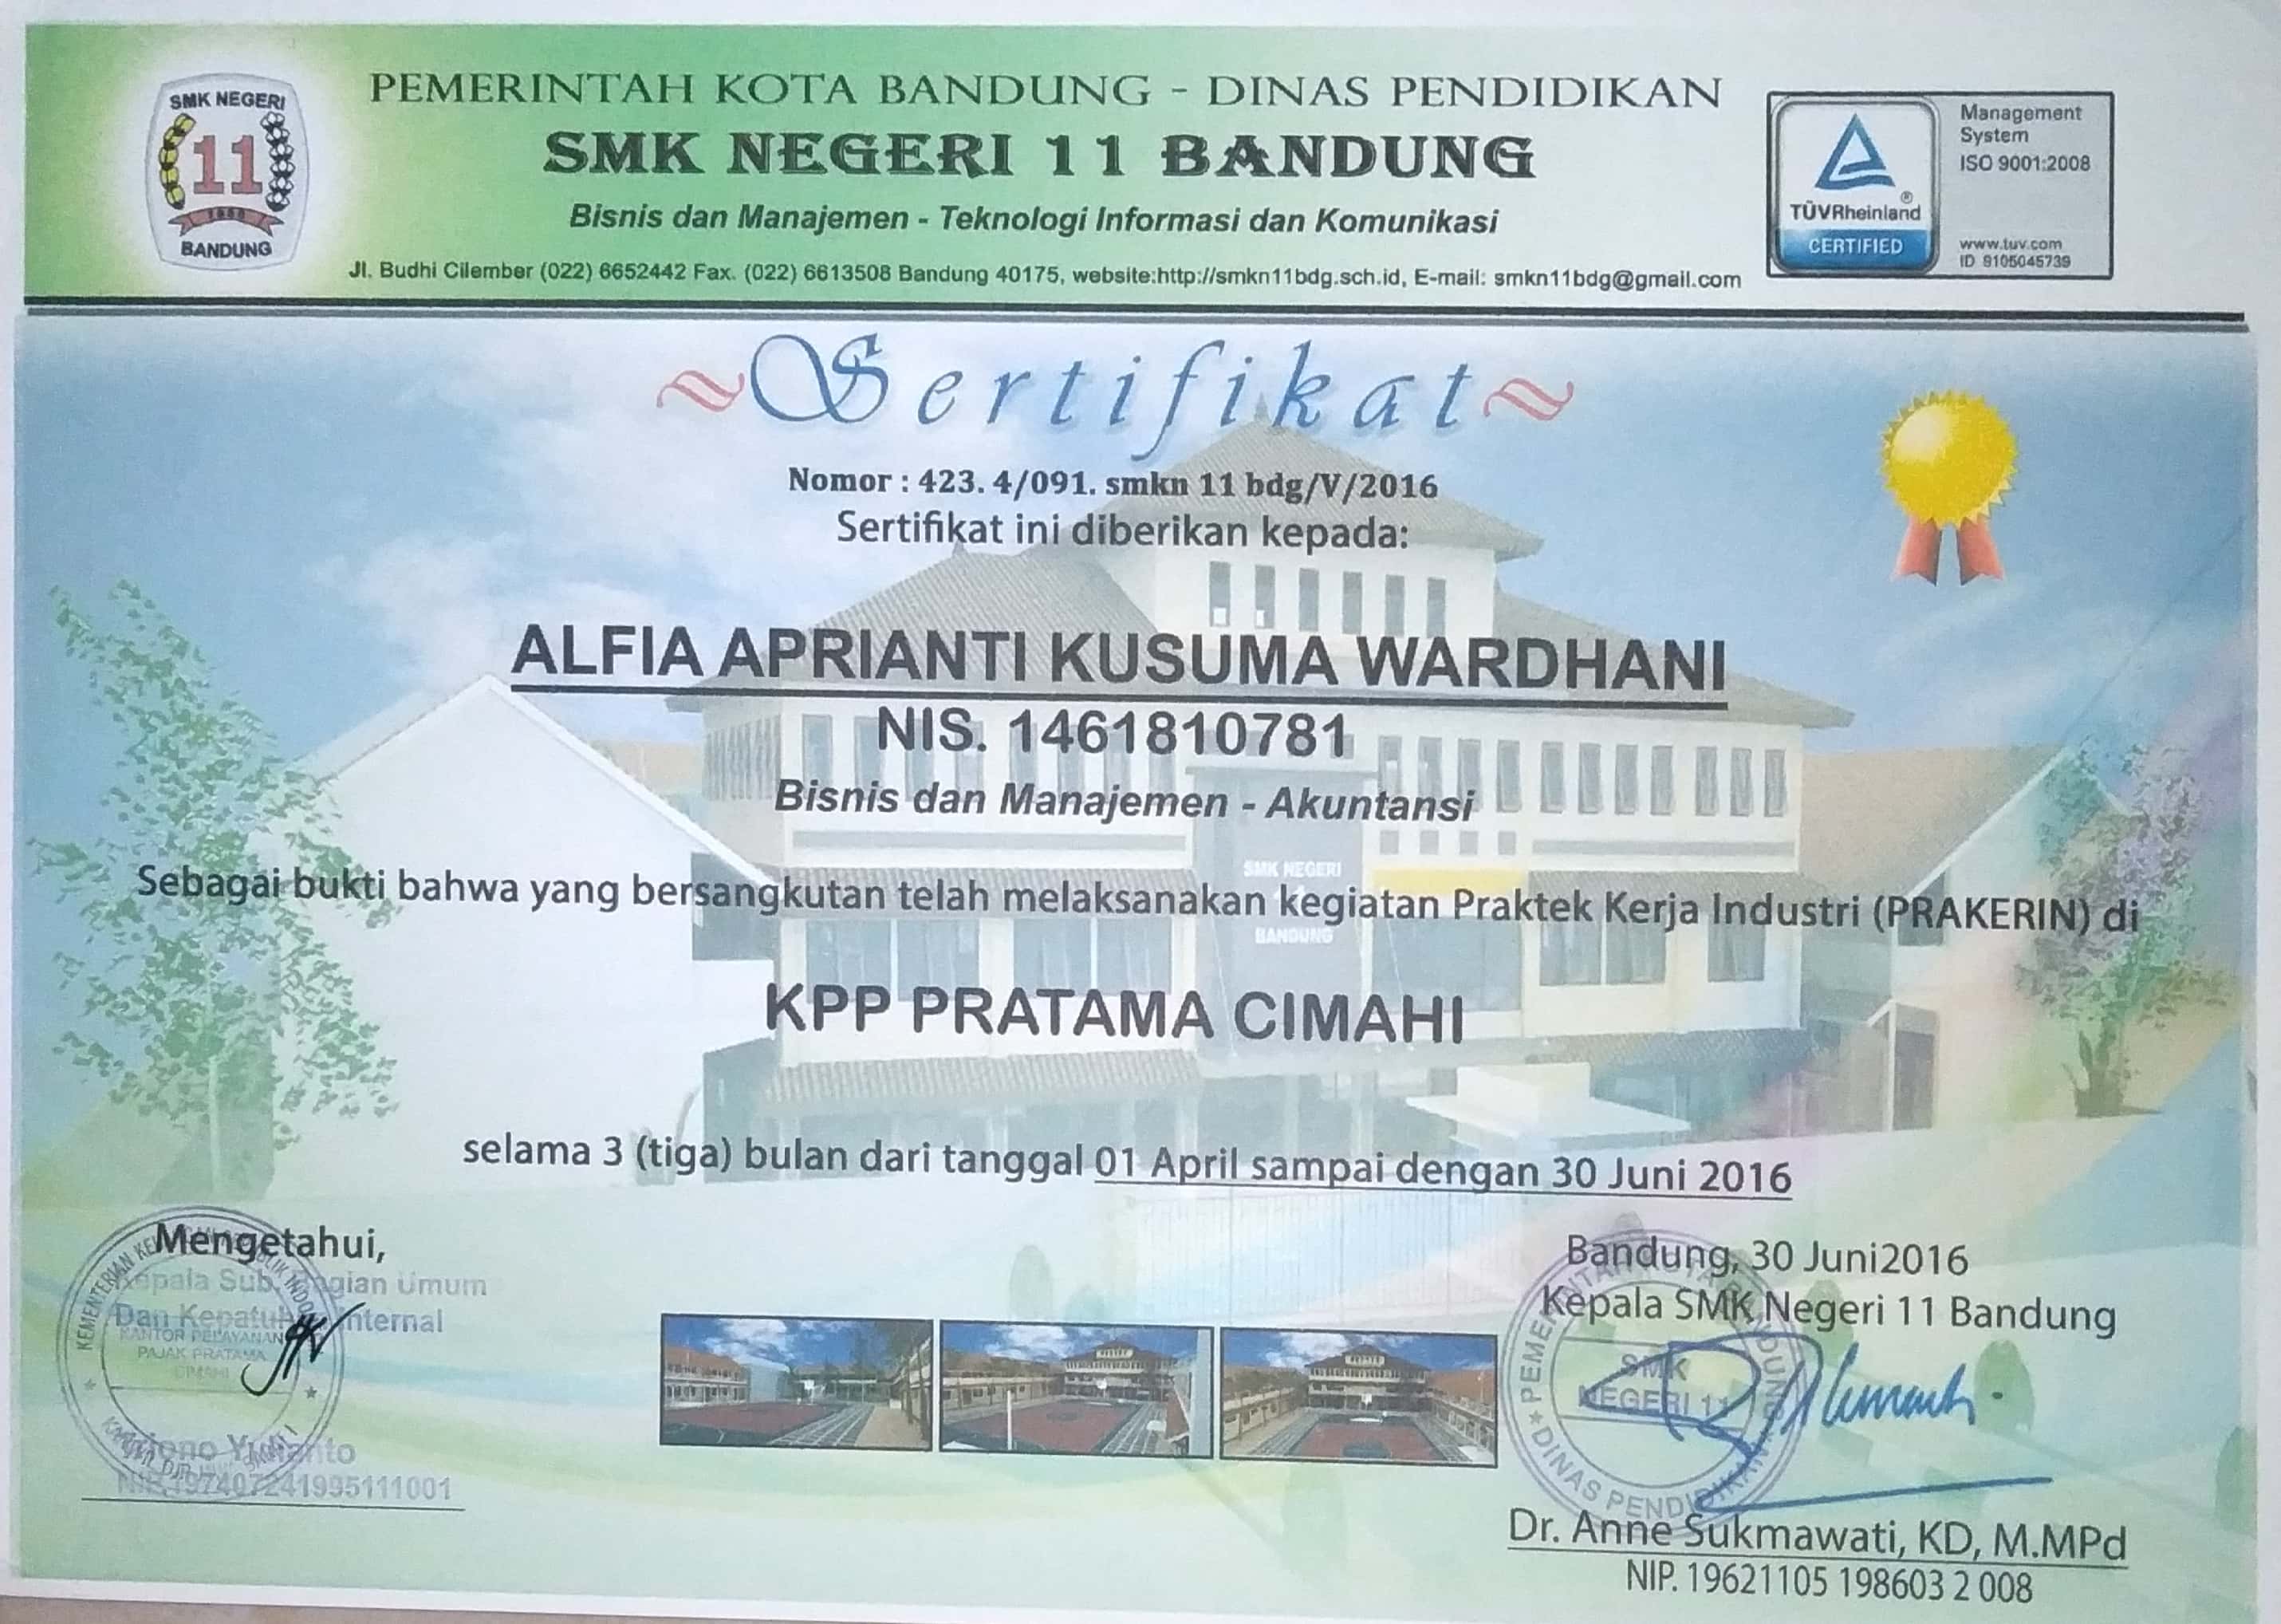 SMK NEGERI
11
BANDUNG
PEMERINTAH KOTA BANDUNG - DINAS PENDIDIKAN
SMK NEGERI 11 BANDUNG
Bisnis dan Manajemen - Teknologi Informasi dan Komunikasi
Jl. Budhi Cilember (022) 6652442 Fax. (022) 6613508 Bandung 40175, website:http://smkn11bdg.sch.id, E-mail: smkn11bdg@gmail.com
TÜVRheinland®
CERTIFIED
Management
System
ISO 9001:2008
www.tuv.com
ID 9105045739
~Sertifikat~
Nomor : 423. 4/091. smkn 11 bdg/V/2016
Sertifikat ini diberikan kepada:
ALFIA APRIANTI KUSUMA WARDHANI
NIS. 1461810781
Bisnis dan Manajemen - Akuntansi
SMK NEGERI
Sebagai bukti bahwa yang bersangkutan telah melaksanakan kegiatan Praktek Kerja Industri (PRAKERIN) di
BANDUNG
KPP PRATAMA CIMAHI
selama 3 (tiga) bulan dari tanggal 01 April sampai dengan 30 Juni 2016
Mengetahui,
Kepala Sub. Bagian Umum
Dan Kepatuhan Internal
KANTOR PELAYANAN
PAJAK PRATAMA
CIMAHI
NIP 197407241995111001
Bandung, 30 Juni2016
Kepala SMK Negeri 11 Bandung
PEMERINTAH KOTA BANDUNG
SMK
NEGERI 11
DINAS PENDIDIKAN
Dr. Anne Sukmawati, KD, M.MPd
NIP. 19621105 198603 2 008